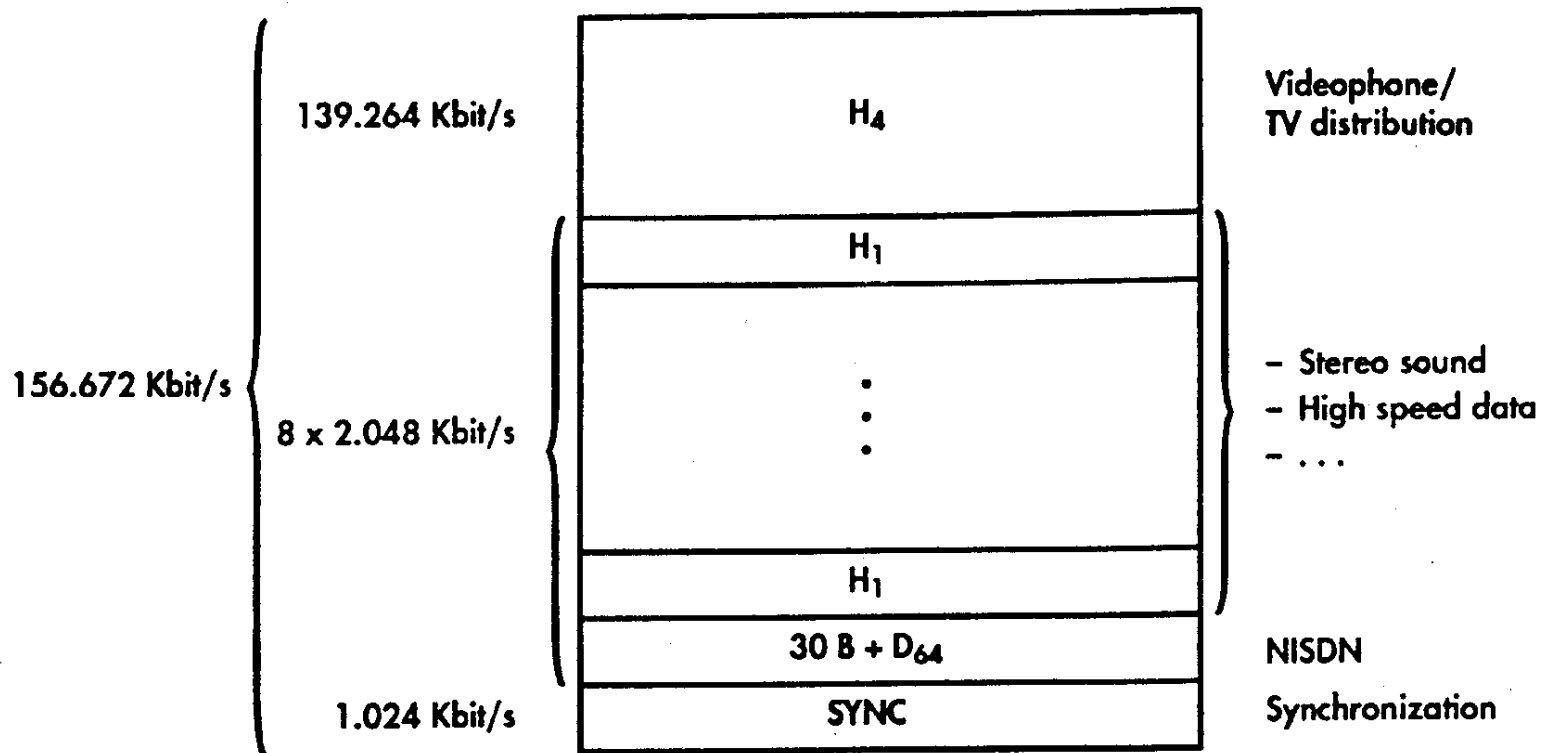 139.264 Kbit/s
H₄
Videophone/
TV distribution
H₁
156.672 Kbit/s
8 x 2.048 Kbit/s
– Stereo sound
– High speed data
– . . .
H₁
30 B + D₆₄
NISDN
1.024 Kbit/s
SYNC
Synchronization